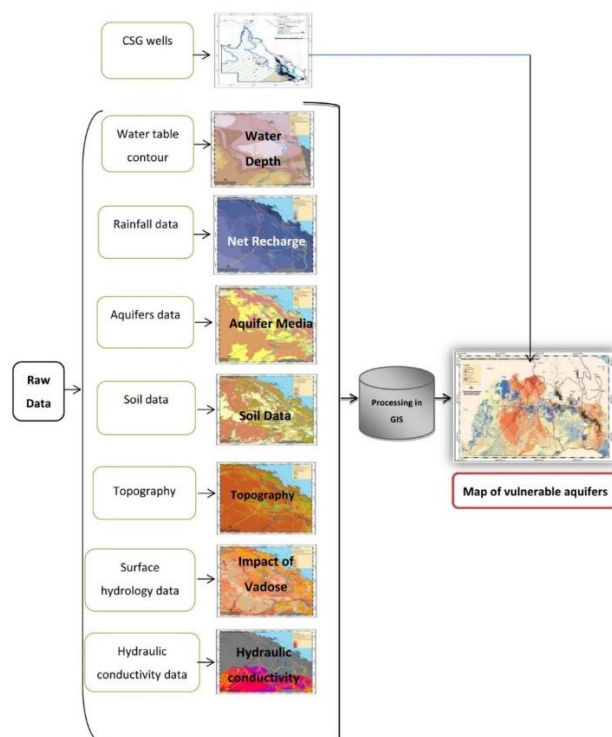 CSG wells
Water table
contour
Water
Depth
Rainfall data
Net Recharge
Aquifers data
Aquifer Media
Raw
Data
Soil data
Soil Data
Processing in
GIS
Map of vulnerable aquifers
Topography
Topography
Surface
hydrology data
Impact of
Vadose
Hydraulic
conductivity data
Hydraulic
conductivity